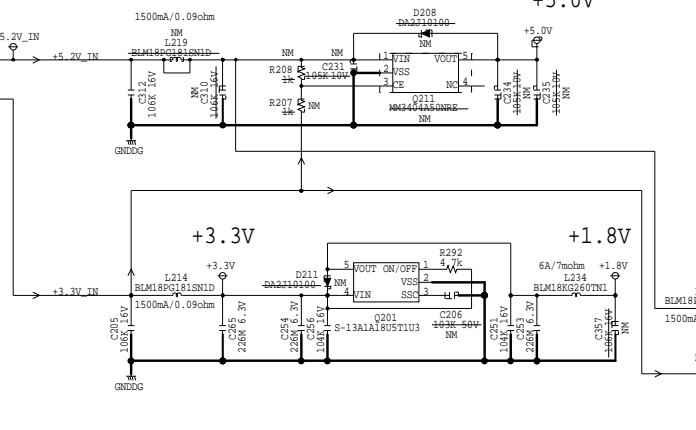 +5.0V
1500mA/0.09ohm
NM
L219
BLM18PG181SN1D
5.2V_IN
+5.2V_IN
D208
DA2J10100
NM
+5.0V
NM
NM
R208
1k
C231
105K 10V
1
VIN
VOUT
5
2
VSS
3
CE
NC
4
Q211
MM3404A50NRE
NM
C312
106K 16V
NM
C310
106K 16V
R207
1k
NM
C234
105K 10V
NM
C235
105K 10V
NM
GNDDG
+3.3V
+1.8V
L214
BLM18PG181SN1D
+3.3V
+3.3V_IN
1500mA/0.09ohm
D211
DA2J10100
NM
5
VOUT
ON/OFF
1
VSS
2
4
VIN
SSC
3
R292
4.7k
6A/7mohm
L234
BLM18KG260TN1
+1.8V
Q201
S-13A1A18U5T1U3
C206
103K 50V
NM
C205
106K 16V
C265
226M 6.3V
C254
226M 6.3V
C256
104K 16V
C251
104K 16V
226M 6.3V
C357
106K 16V
NM
GNDDG
1500mA